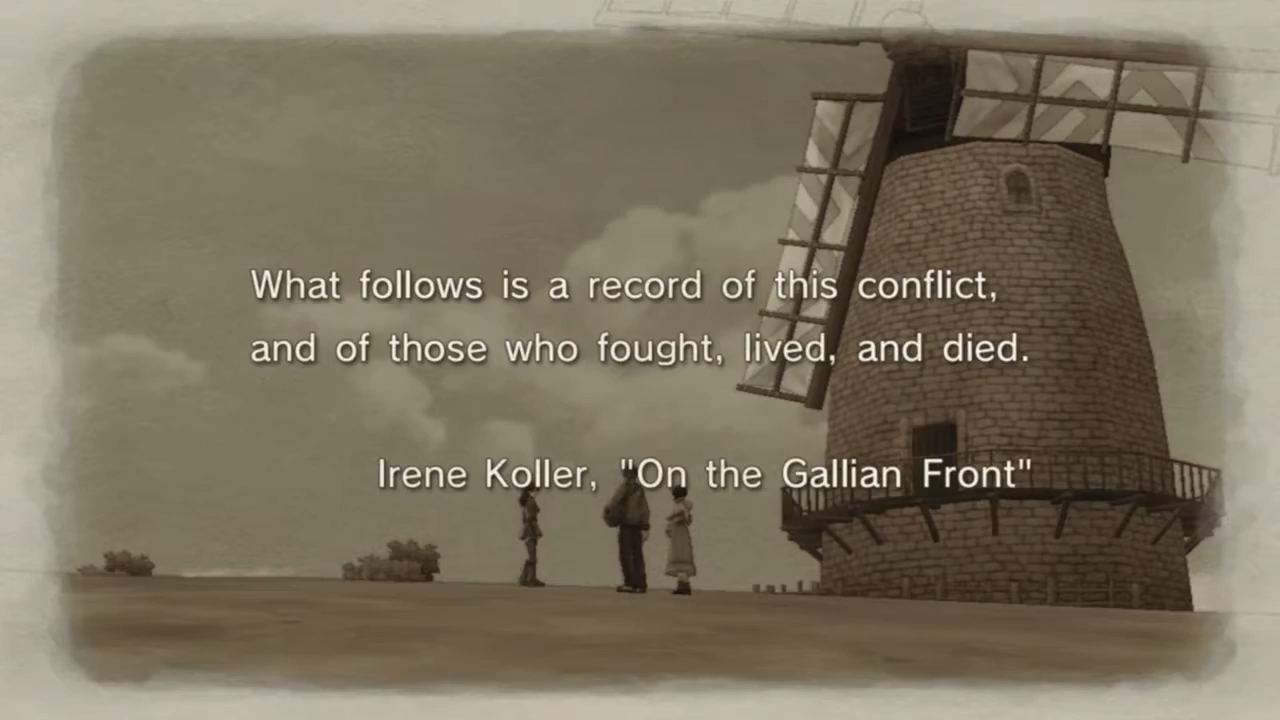 What follows is a record of this conflict,
and of those who fought, lived, and died.
Irene Koller, "On the Gallian Front"